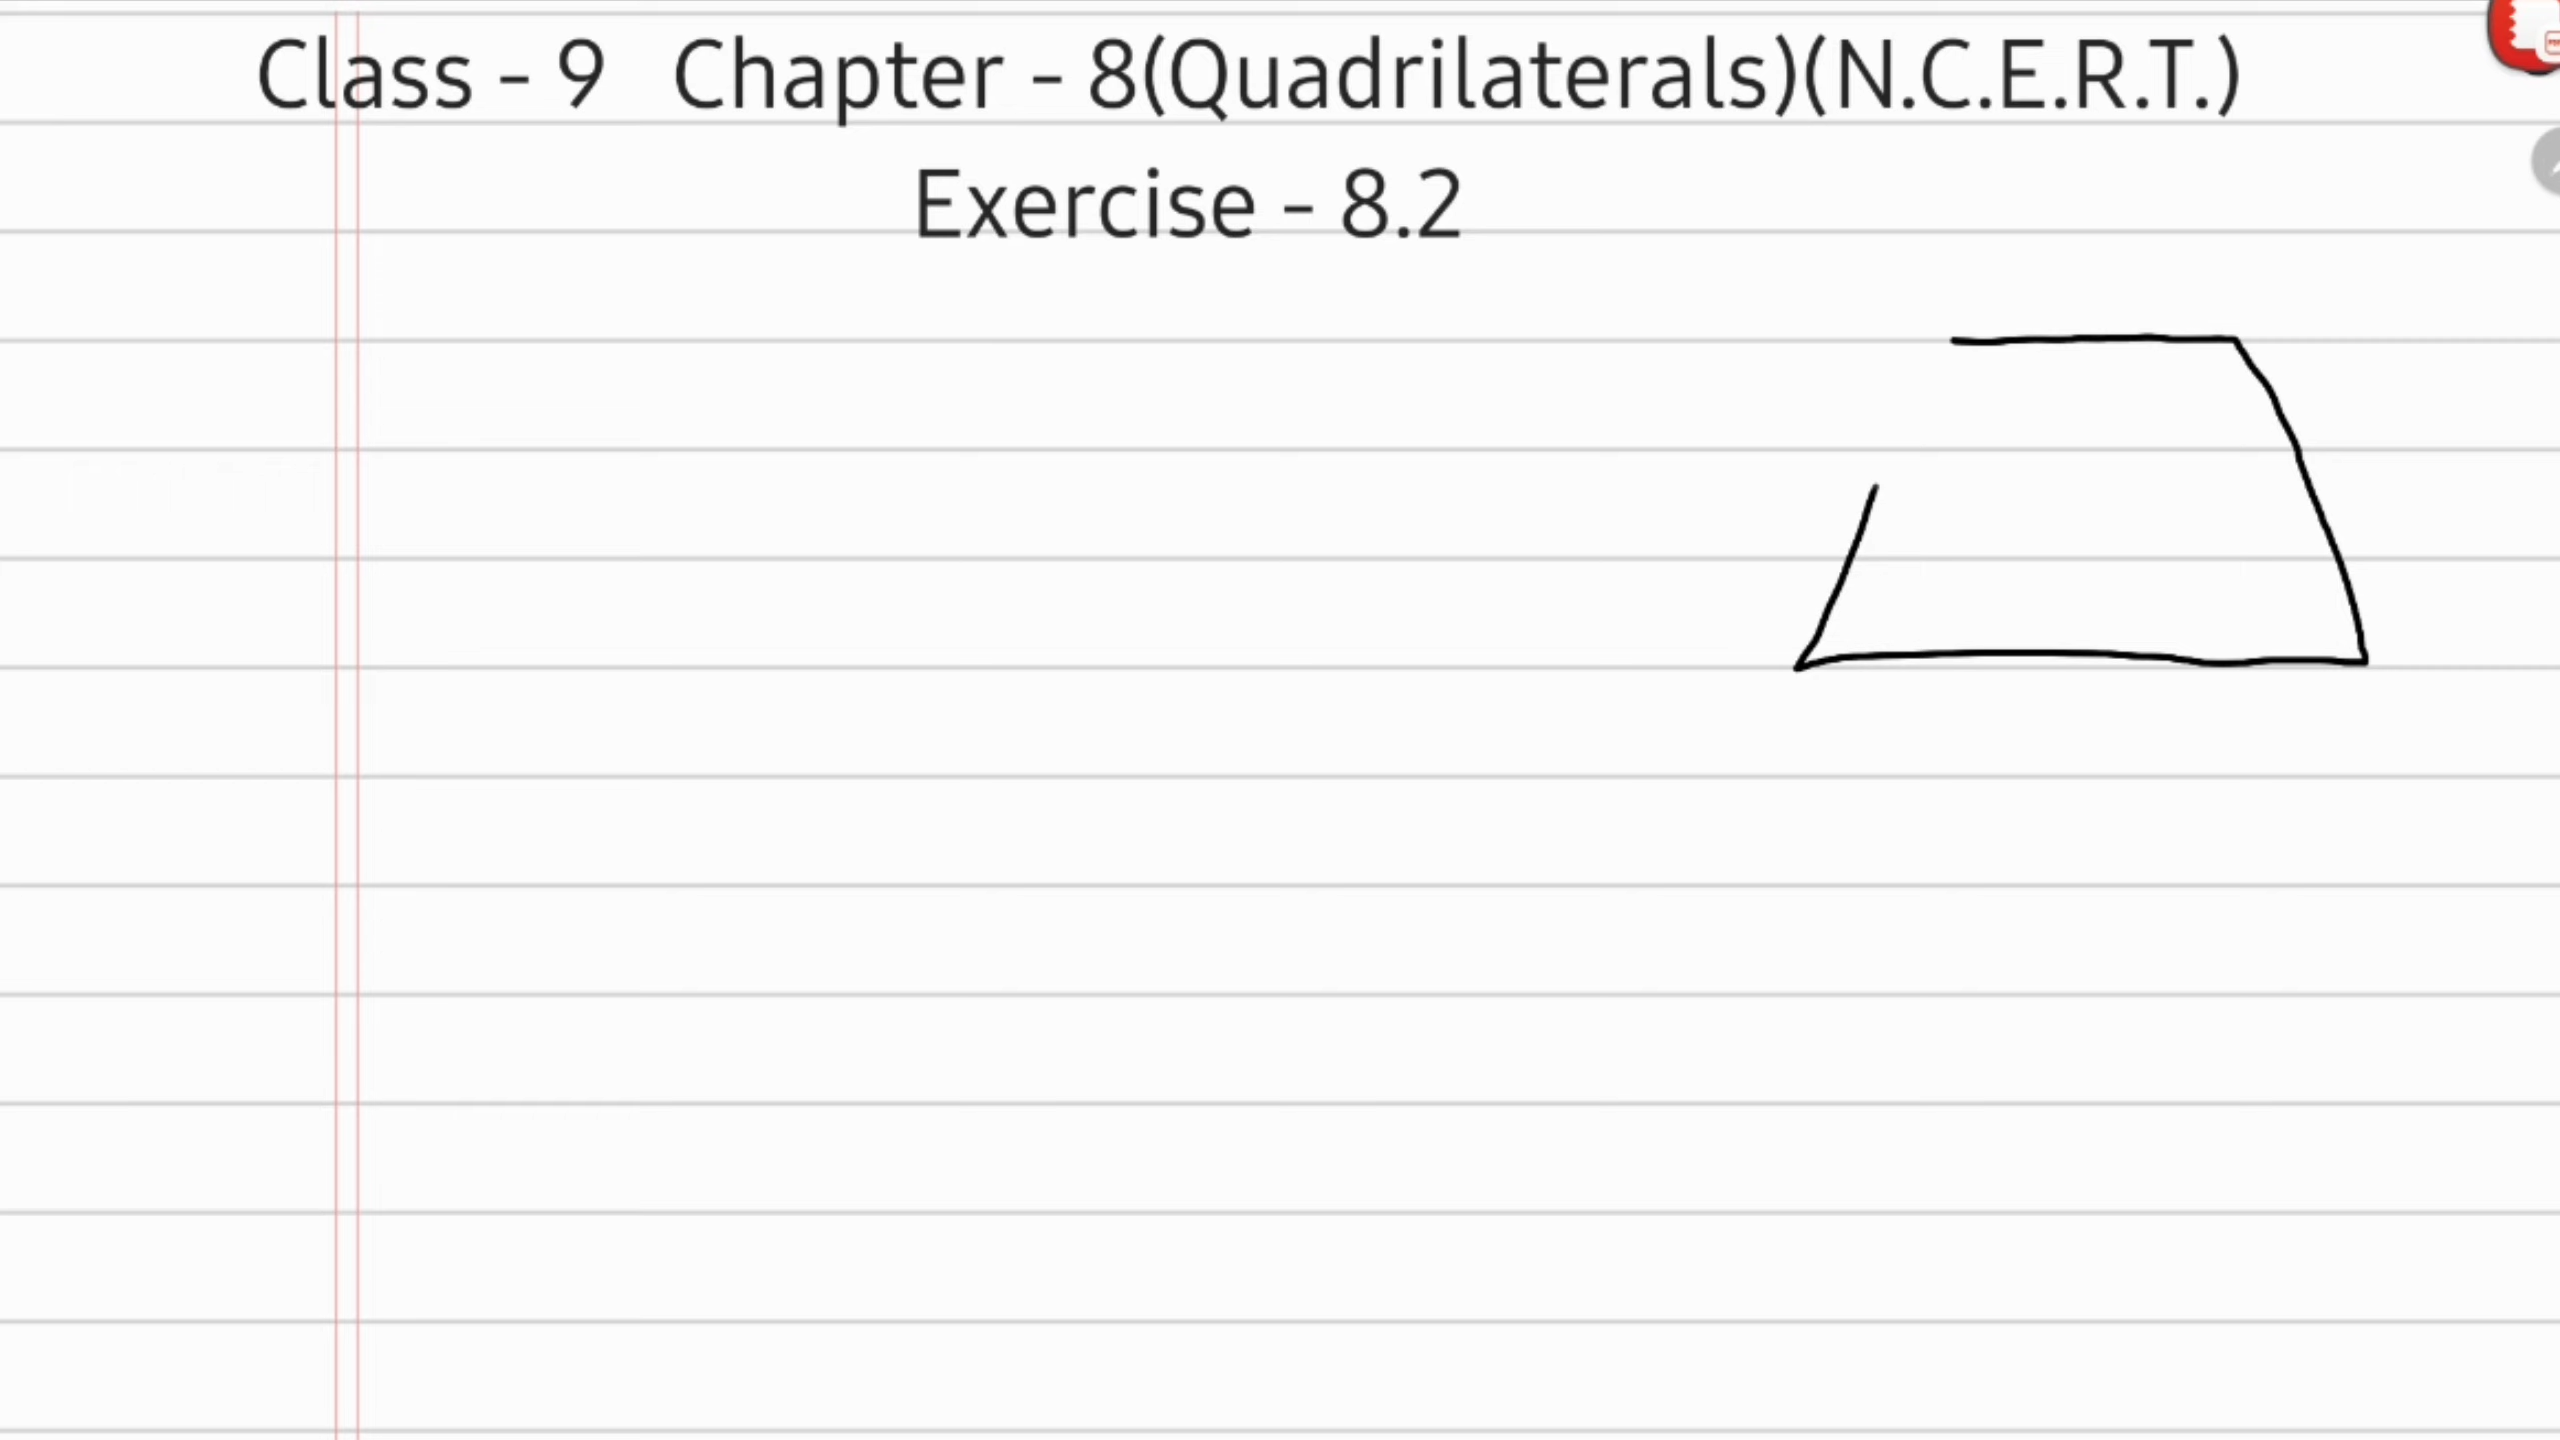 Class - 9 Chapter - 8(Quadrilaterals)(N.C.E.R.T.)
Exercise - 8.2